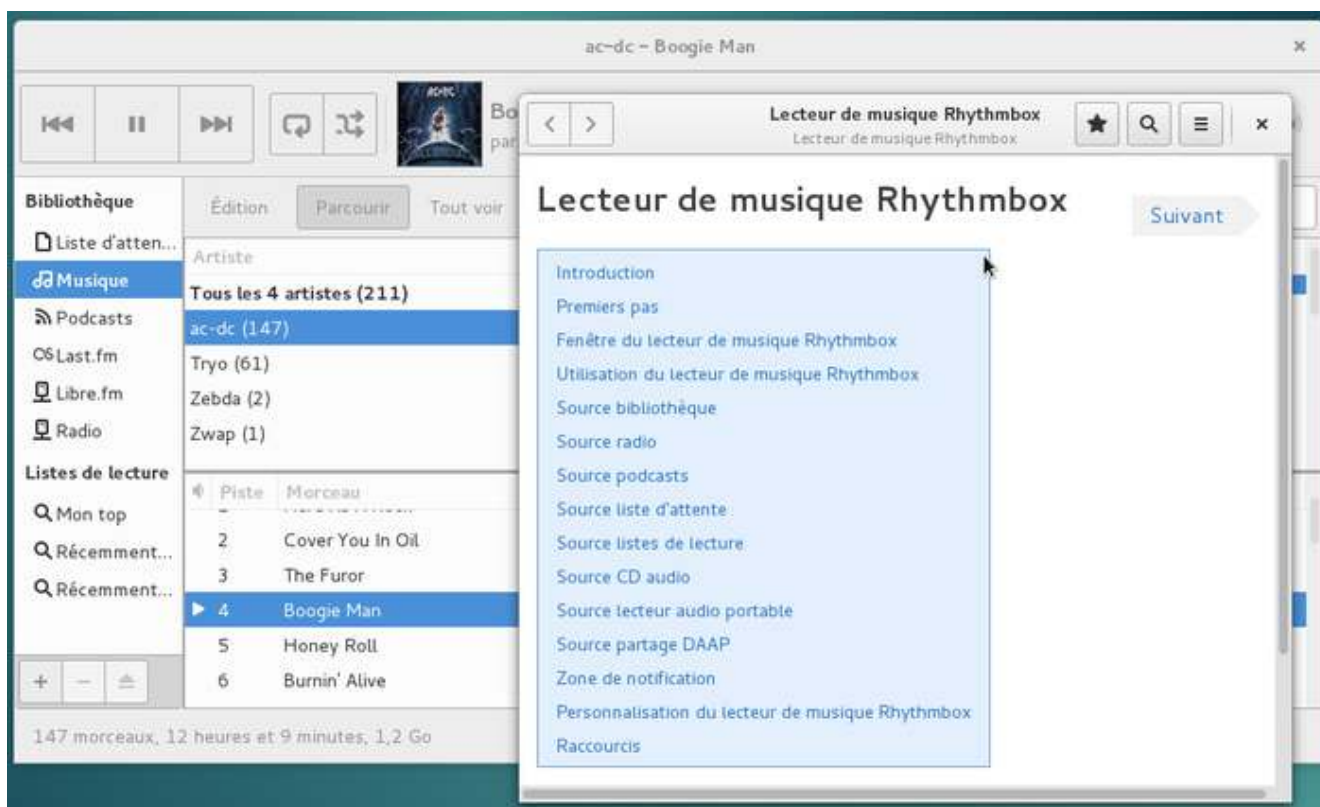 ac-dc – Boogie Man
AC/DC
Bo
par
Bibliothèque
Liste d'atten...
Musique
Podcasts
Last.fm
Libre.fm
Radio
Listes de lecture
Mon top
Récemment...
Récemment...
Édition Parcourir Tout voir
Artiste
Tous les 4 artistes (211)
ac-dc (147)
Tryo (61)
Zebda (2)
Zwap (1)
Piste Morceau
2 Cover You In Oil
3 The Furor
4 Boogie Man
5 Honey Roll
6 Burnin' Alive
147 morceaux, 12 heures et 9 minutes, 1,2 Go
Lecteur de musique Rhythmbox
Lecteur de musique Rhythmbox
Lecteur de musique Rhythmbox
Suivant
Introduction
Premiers pas
Fenêtre du lecteur de musique Rhythmbox
Utilisation du lecteur de musique Rhythmbox
Source bibliothèque
Source radio
Source podcasts
Source liste d'attente
Source listes de lecture
Source CD audio
Source lecteur audio portable
Source partage DAAP
Zone de notification
Personnalisation du lecteur de musique Rhythmbox
Raccourcis